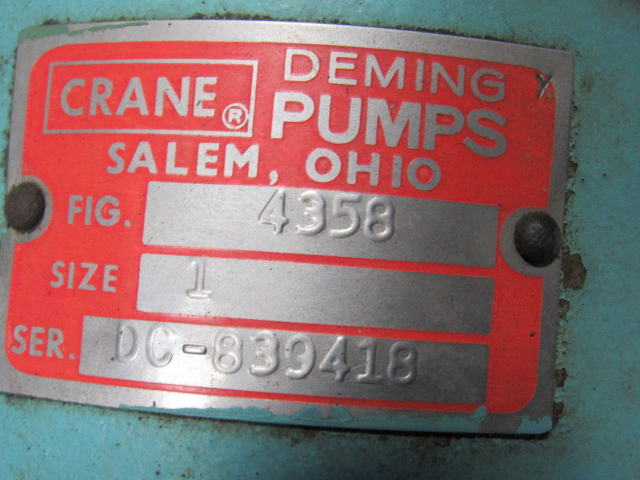 CRANE® DEMING
PUMPS
SALEM, OHIO
FIG. 4358
SIZE 1
SER. DC-839418